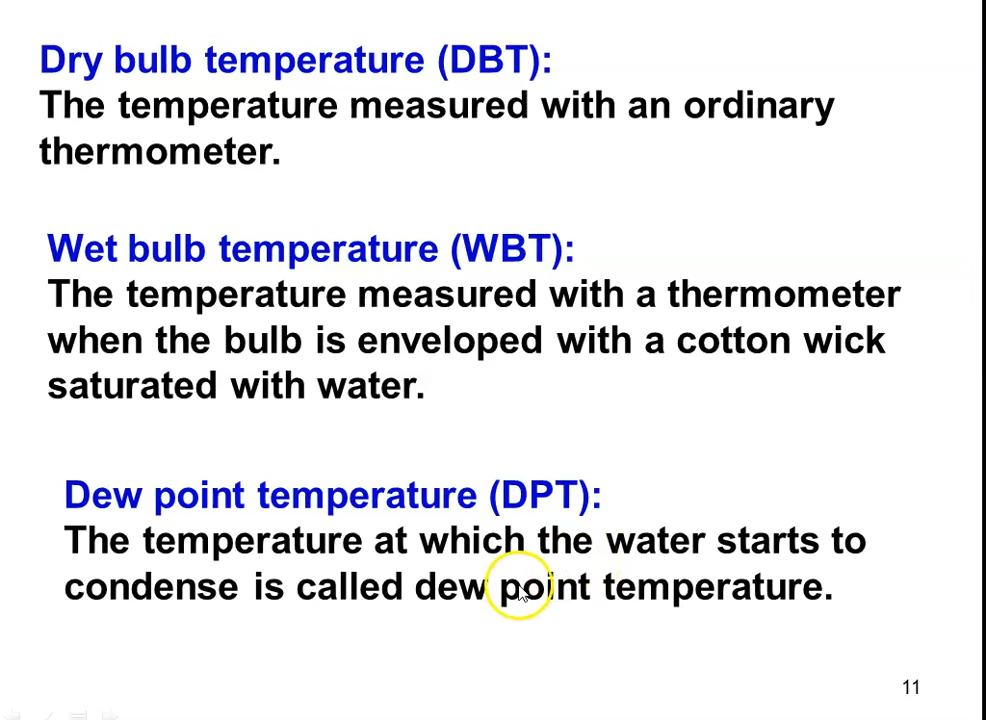 Dry bulb temperature (DBT):
The temperature measured with an ordinary
thermometer.
Wet bulb temperature (WBT):
The temperature measured with a thermometer
when the bulb is enveloped with a cotton wick
saturated with water.
Dew point temperature (DPT):
The temperature at which the water starts to
condense is called dew point temperature.
11